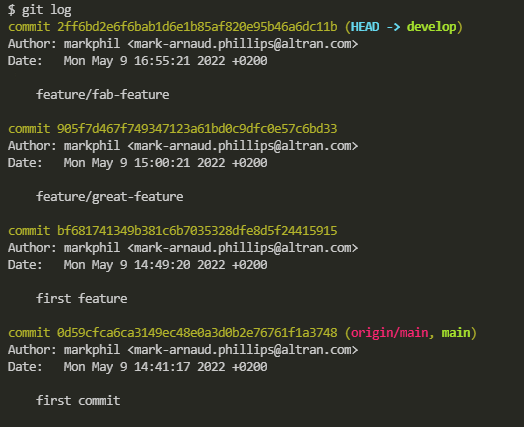 $ git log
commit 2ff6bd2e6f6bab1d6e1b85af820e95b46a6dc11b (HEAD -> develop)
Author: markphil <mark-arnaud.phillips@altran.com>
Date:   Mon May 9 16:55:21 2022 +0200
    feature/fab-feature
commit 905f7d467f749347123a61bd0c9dfc0e57c6bd33
Author: markphil <mark-arnaud.phillips@altran.com>
Date:   Mon May 9 15:00:21 2022 +0200
    feature/great-feature
commit bf681741349b381c6b7035328dfe8d5f24415915
Author: markphil <mark-arnaud.phillips@altran.com>
Date:   Mon May 9 14:49:20 2022 +0200
    first feature
commit 0d59cfca6ca3149ec48e0a3d0b2e76761f1a3748 (origin/main, main)
Author: markphil <mark-arnaud.phillips@altran.com>
Date:   Mon May 9 14:41:17 2022 +0200
    first commit